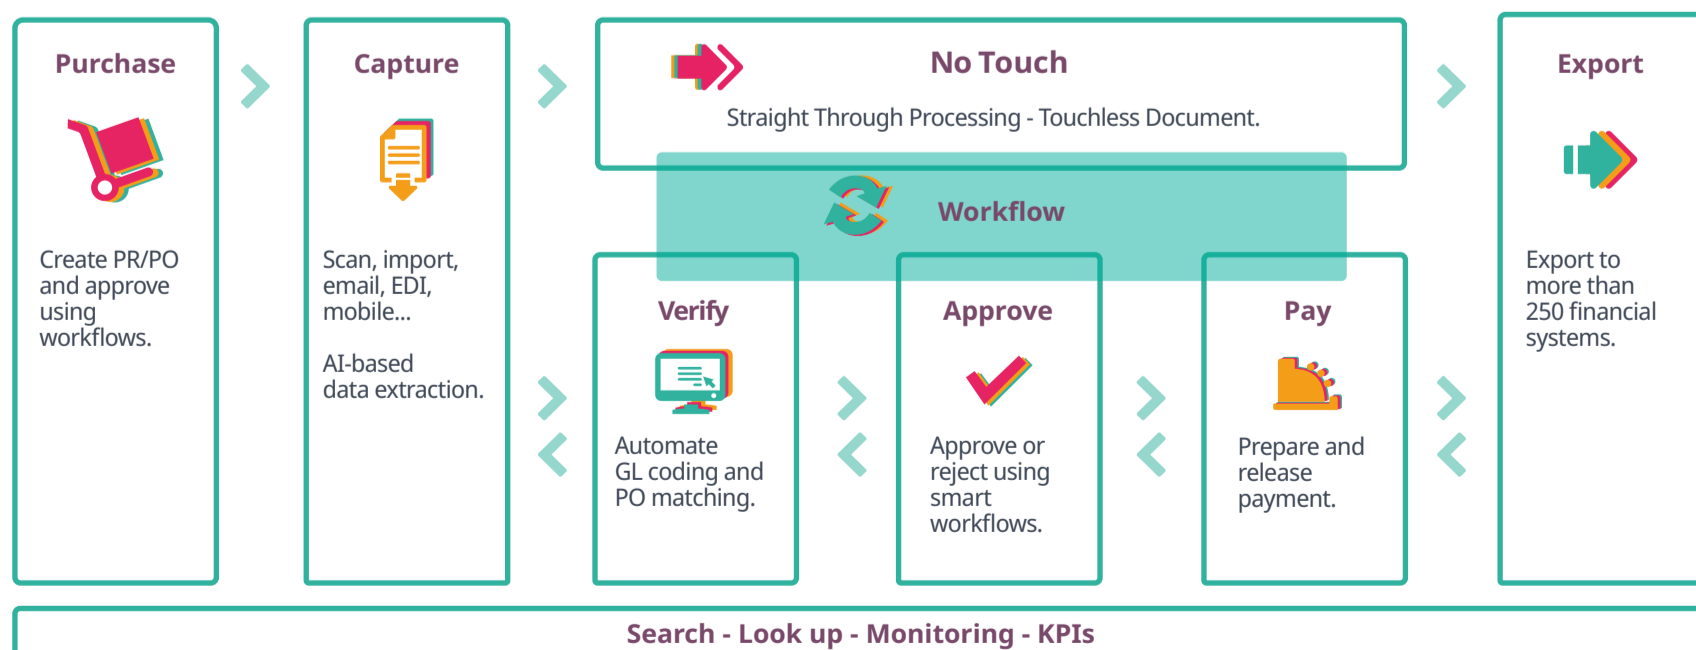 Purchase
Create PR/PO
and approve
using
workflows.
Capture
Scan, import,
email, EDI,
mobile...
AI-based
data extraction.
No Touch
Straight Through Processing - Touchless Document.
Workflow
Verify
Automate
GL coding and
PO matching.
Approve
Approve or
reject using
smart
workflows.
Pay
Prepare and
release
payment.
Export
Export to
more than
250 financial
systems.
Search - Look up - Monitoring - KPIs